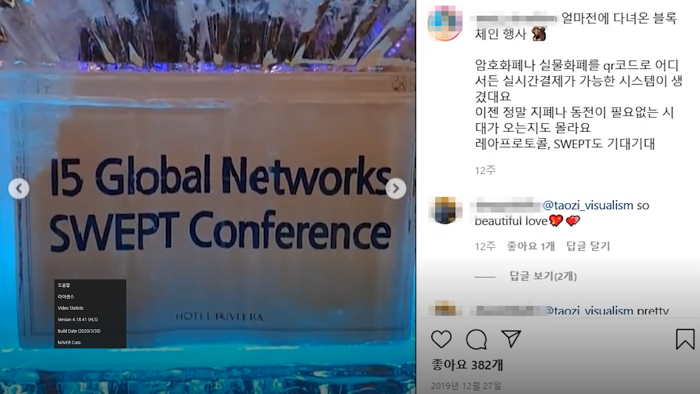 I5 Global Networks
SWEPT Conference
HOTEL RIVIERA
도움말
라이센스
Video Statistic
Version 4.18.41 (HLS)
Build Date (2020/3/20)
NAVER Corp
얼마전에 다녀온 블록
체인 행사
암호화폐나 실물화폐를 qr코드로 어디
서든 실시간결제가 가능한 시스템이 생
겼대요
이젠 정말 지폐나 동전이 필요없는 시
대가 오는지도 몰라요
레아프로토콜, SWEPT도 기대기대
12주
@taozi_visualism so
beautiful love
12주 좋아요 1개 답글 달기
답글 보기(2개)
@taozi_visualism pretty
좋아요 382개
2019년 12월 27일